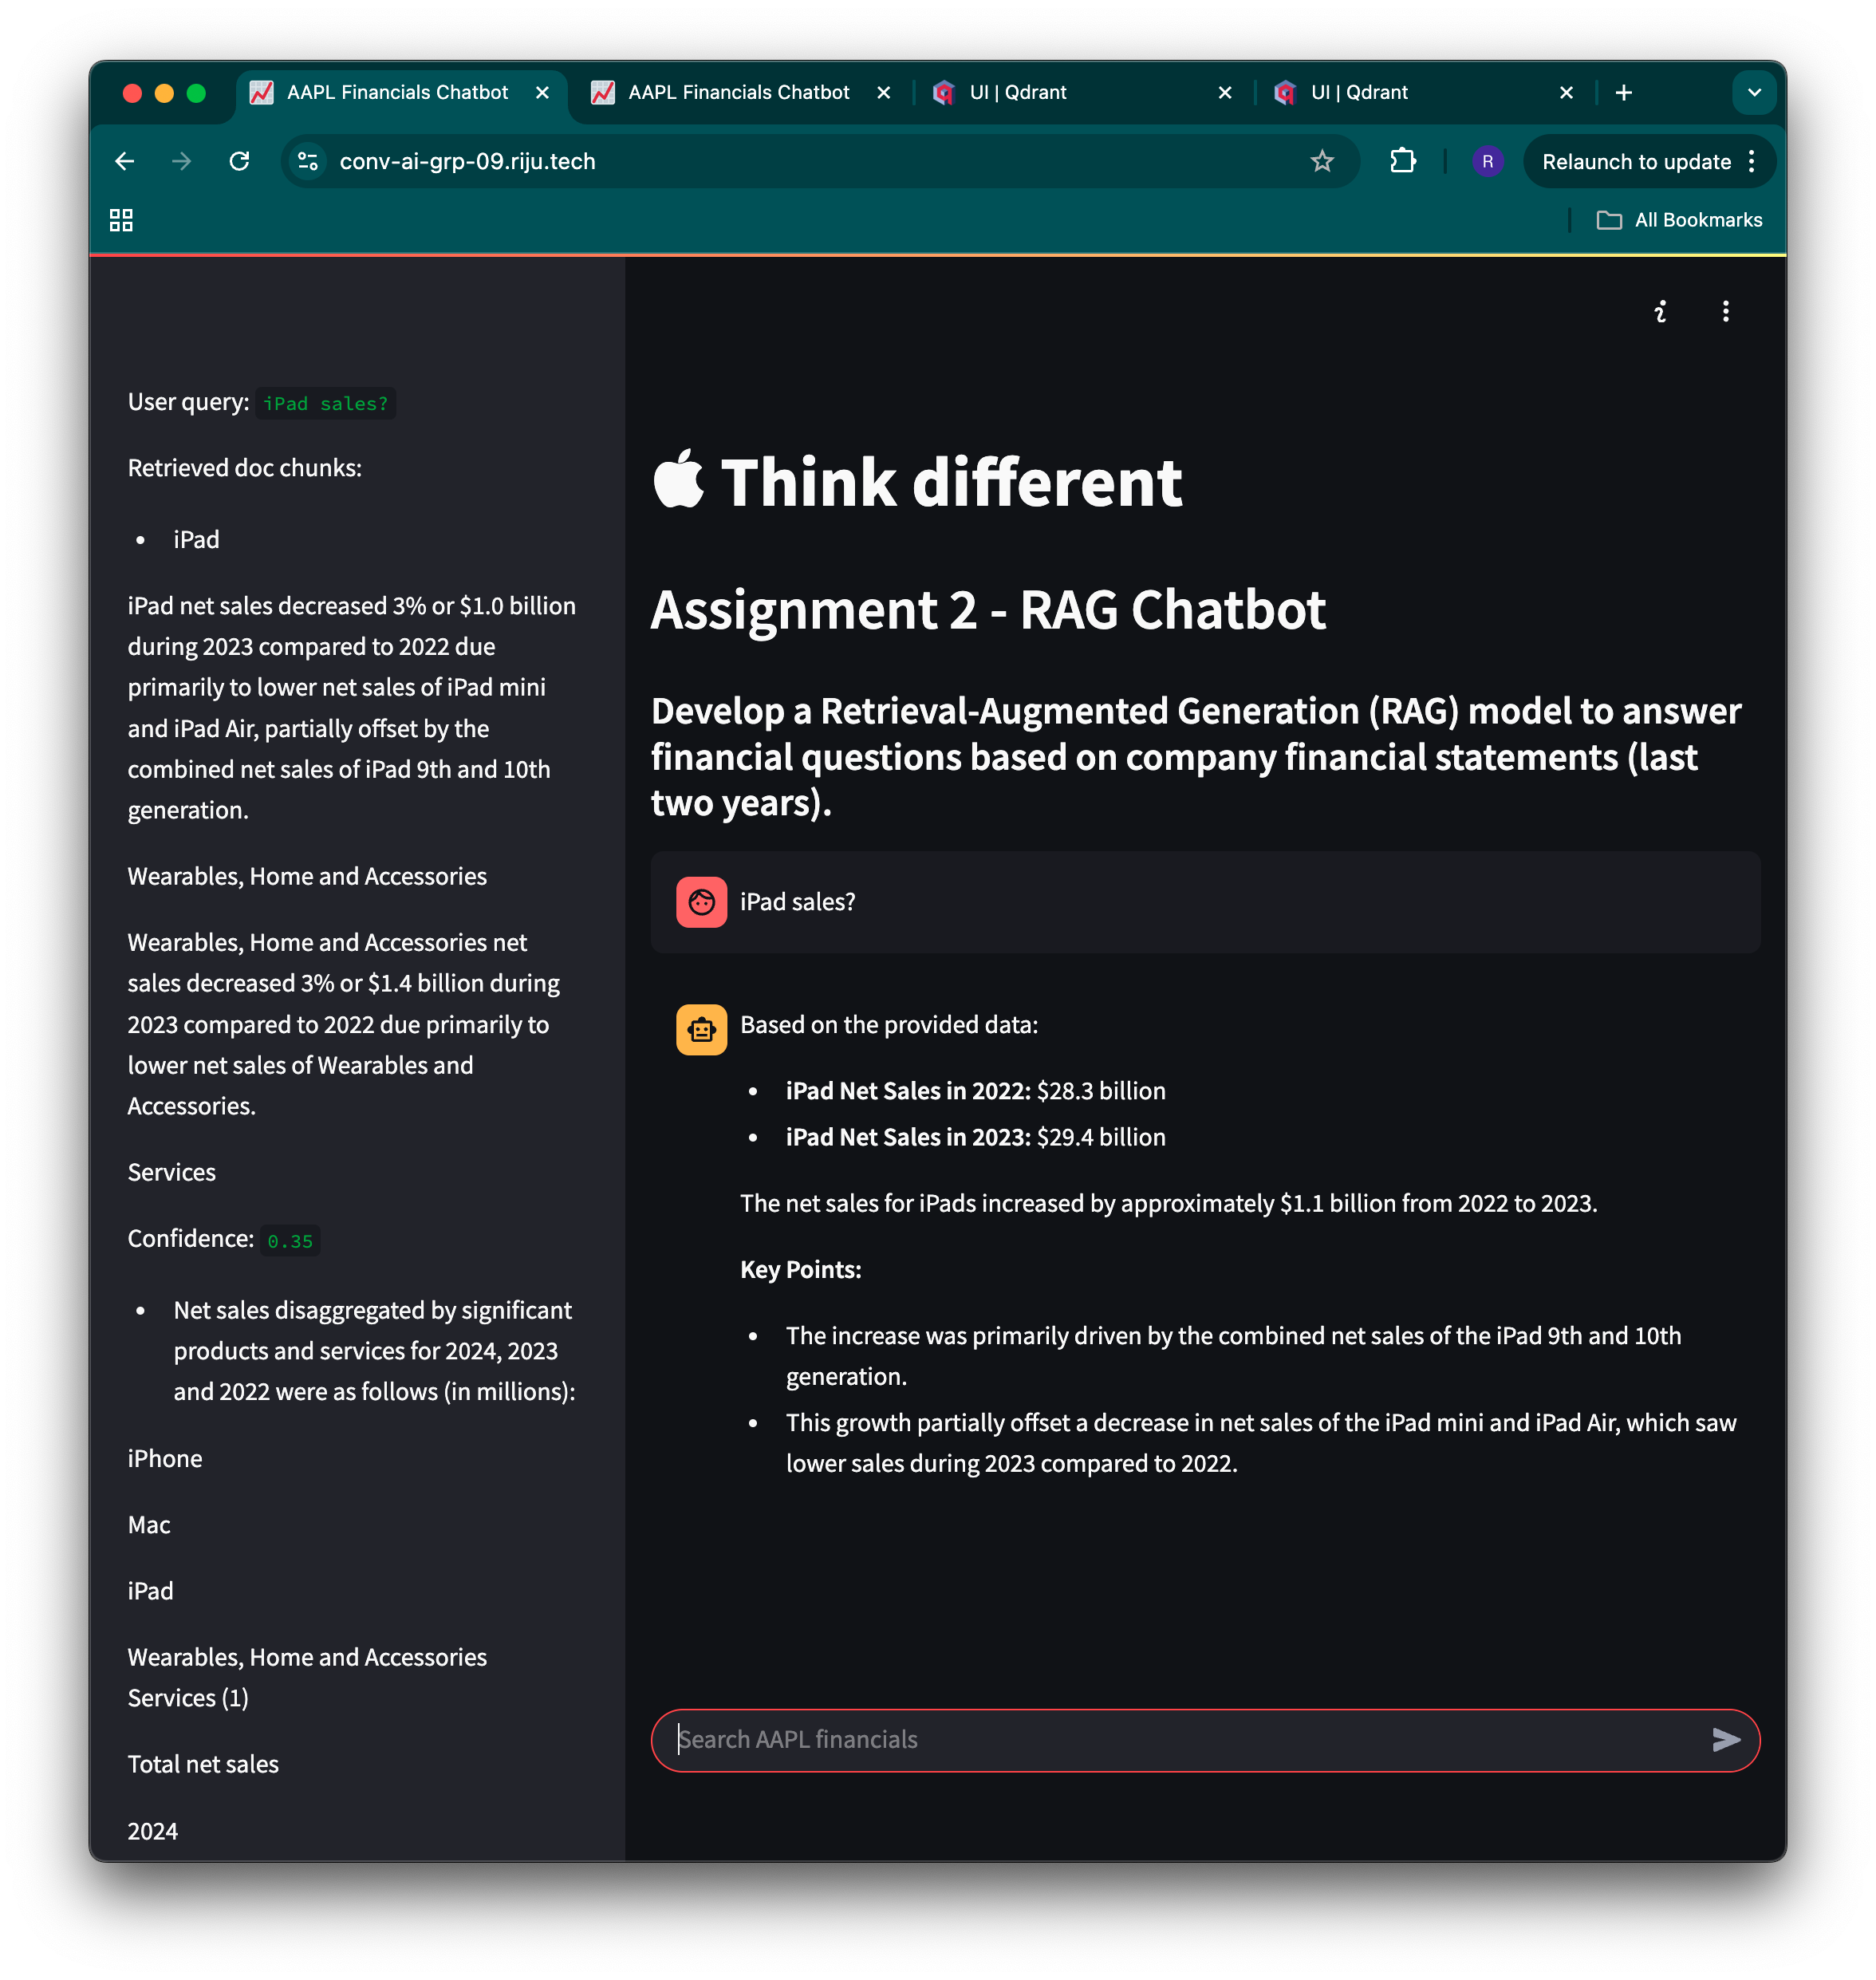 AAPL Financials Chatbot
AAPL Financials Chatbot
UI | Qdrant
UI | Qdrant
conv-ai-grp-09.riju.tech
R
Relaunch to update
All Bookmarks
User query: iPad sales?
Retrieved doc chunks:
• iPad
iPad net sales decreased 3% or $1.0 billion
during 2023 compared to 2022 due
primarily to lower net sales of iPad mini
and iPad Air, partially offset by the
combined net sales of iPad 9th and 10th
generation.
Wearables, Home and Accessories
Wearables, Home and Accessories net
sales decreased 3% or $1.4 billion during
2023 compared to 2022 due primarily to
lower net sales of Wearables and
Accessories.
Services
Confidence: 0.35
• Net sales disaggregated by significant
products and services for 2024, 2023
and 2022 were as follows (in millions):
iPhone
Mac
iPad
Wearables, Home and Accessories
Services (1)
Total net sales
2024
Think different
Assignment 2 - RAG Chatbot
Develop a Retrieval-Augmented Generation (RAG) model to answer
financial questions based on company financial statements (last
two years).
iPad sales?
Based on the provided data:
• iPad Net Sales in 2022: $28.3 billion
• iPad Net Sales in 2023: $29.4 billion
The net sales for iPads increased by approximately $1.1 billion from 2022 to 2023.
Key Points:
• The increase was primarily driven by the combined net sales of the iPad 9th and 10th
generation.
• This growth partially offset a decrease in net sales of the iPad mini and iPad Air, which saw
lower sales during 2023 compared to 2022.
Search AAPL financials